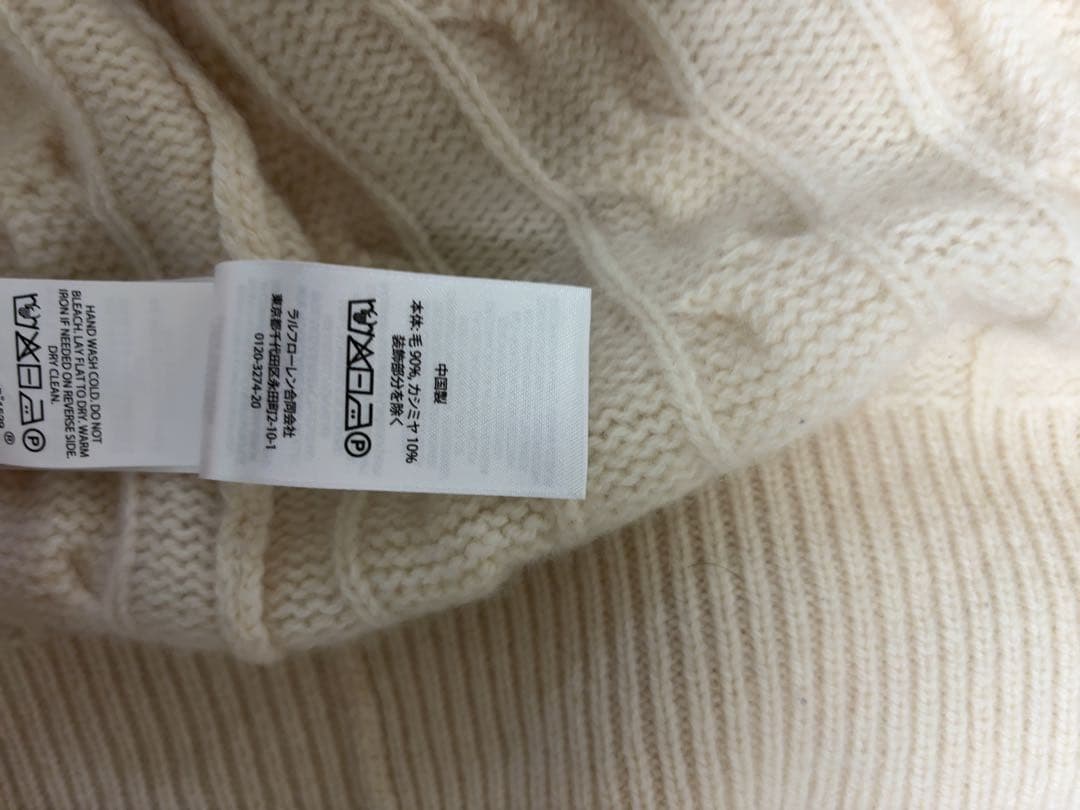 中国製
本体: 毛 90%, カシミヤ 10%
装飾部分を除く
P
ラルフローレン合同会社
東京都千代田区永田町2-10-1
0120-3274-20
HAND WASH COLD. DO NOT
BLEACH. LAY FLAT TO DRY. WARM
IRON IF NEEDED ON REVERSE SIDE.
DRY CLEAN.
P
®